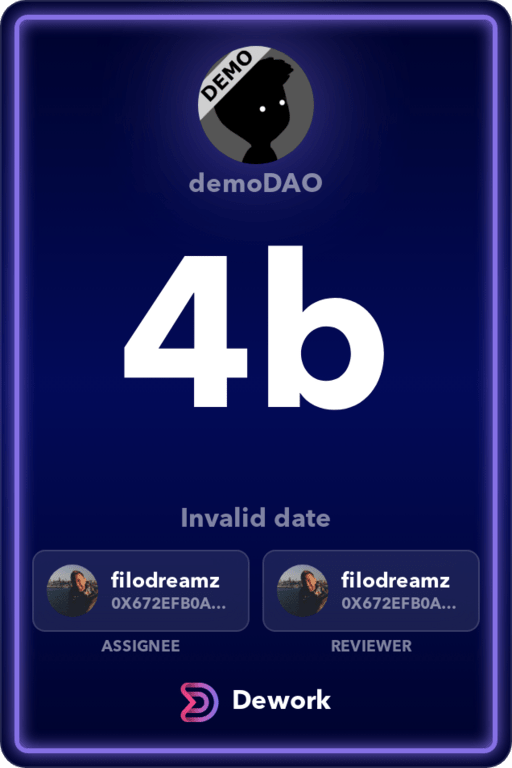 DEMO
demoDAO
4b
Invalid date
filodreamz filodreamz
0X672EFB0A... 0X672EFB0A...
ASSIGNEE REVIEWER
Dework